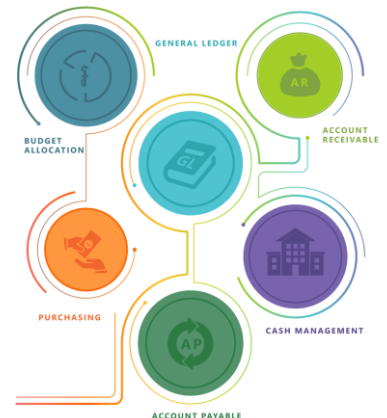 GENERAL LEDGER
$
AR
BUDGET
ALLOCATION
ACCOUNT
RECEIVABLE
GL
PURCHASING
CASH MANAGEMENT
AP
ACCOUNT PAYABLE